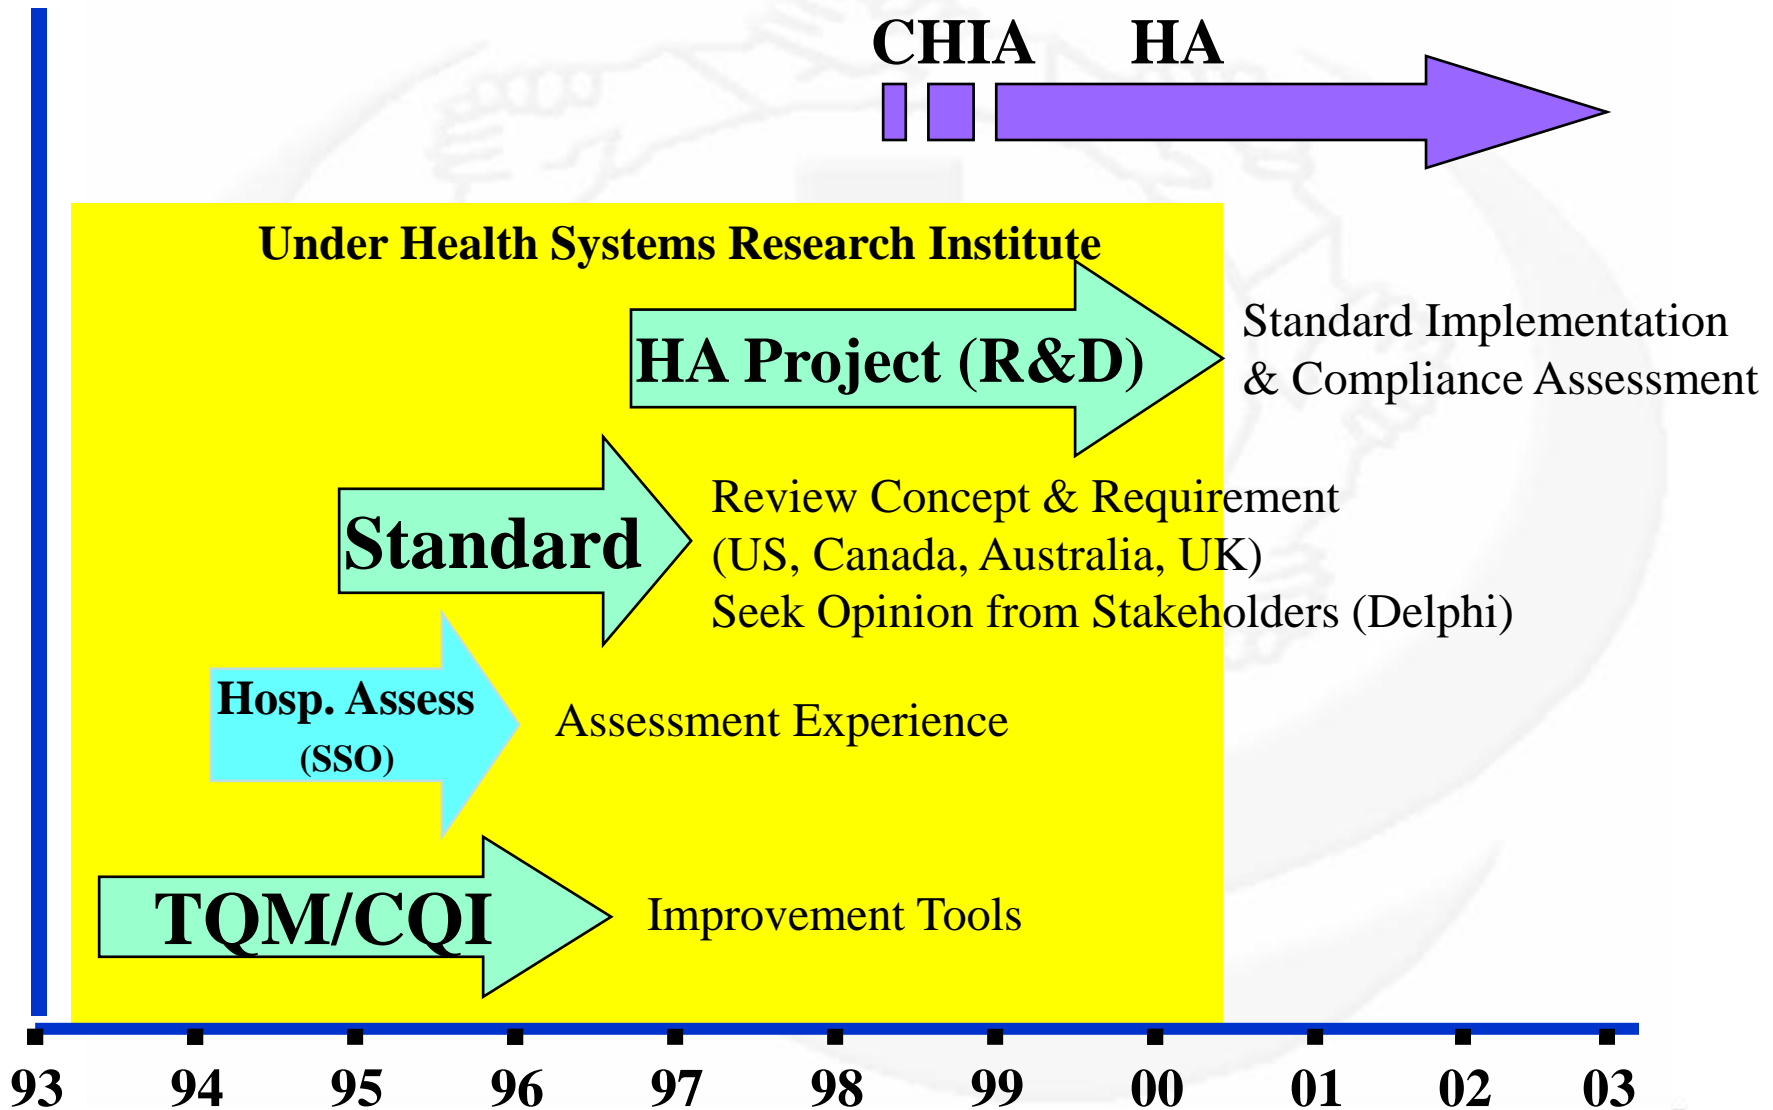 CHIA HA
Under Health Systems Research Institute
HA Project (R&D)
Standard Implementation
& Compliance Assessment
Standard
Review Concept & Requirement
(US, Canada, Australia, UK)
Seek Opinion from Stakeholders (Delphi)
Hosp. Assess
(SSO)
Assessment Experience
TQM/CQI
Improvement Tools
93 94 95 96 97 98 99 00 01 02 03